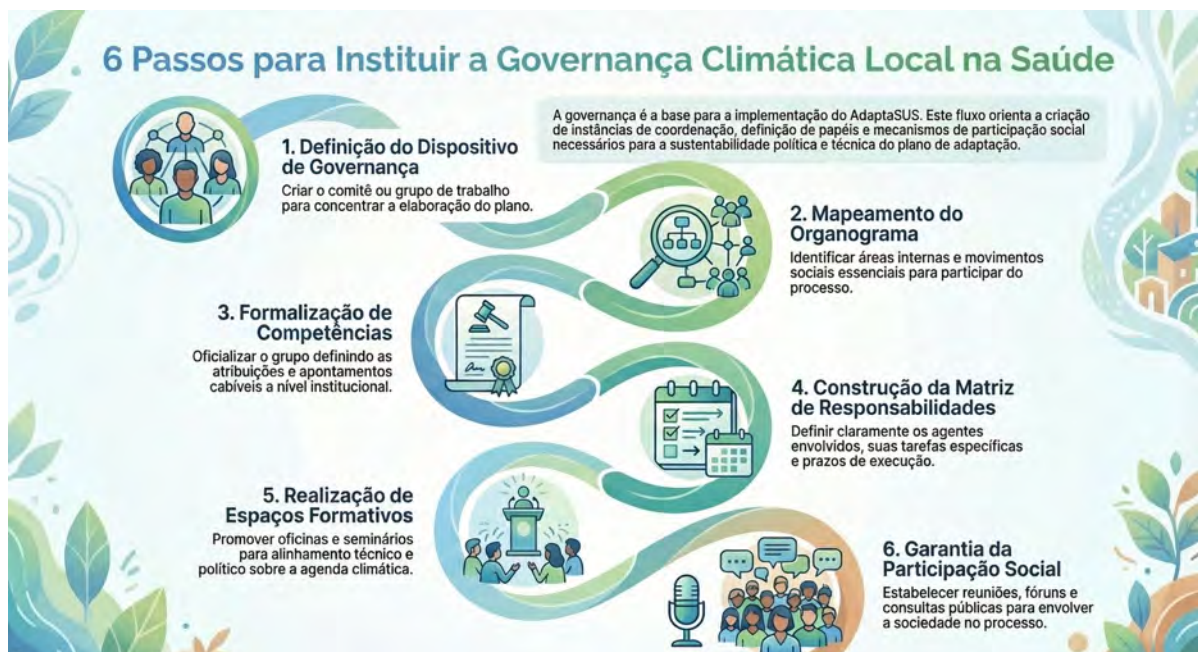 6 Passos para Instituir a Governança Climática Local na Saúde
A governança é a base para a implementação do AdaptaSUS. Este fluxo orienta a criação
de instâncias de coordenação, definição de papéis e mecanismos de participação social
necessários para a sustentabilidade política e técnica do plano de adaptação.
1. Definição do Dispositivo
de Governança
Criar o comitê ou grupo de trabalho
para concentrar a elaboração do plano.
2. Mapeamento do
Organograma
Identificar áreas internas e movimentos
sociais essenciais para participar do
processo.
3. Formalização de
Competências
Oficializar o grupo definindo as
atribuições e apontamentos
cabíveis a nível institucional.
4. Construção da Matriz
de Responsabilidades
Definir claramente os agentes
envolvidos, suas tarefas específicas
e prazos de execução.
5. Realização de
Espaços Formativos
Promover oficinas e seminários
para alinhamento técnico e
político sobre a agenda climática.
6. Garantia da
Participação Social
Estabelecer reuniões, fóruns e
consultas públicas para envolver
a sociedade no processo.